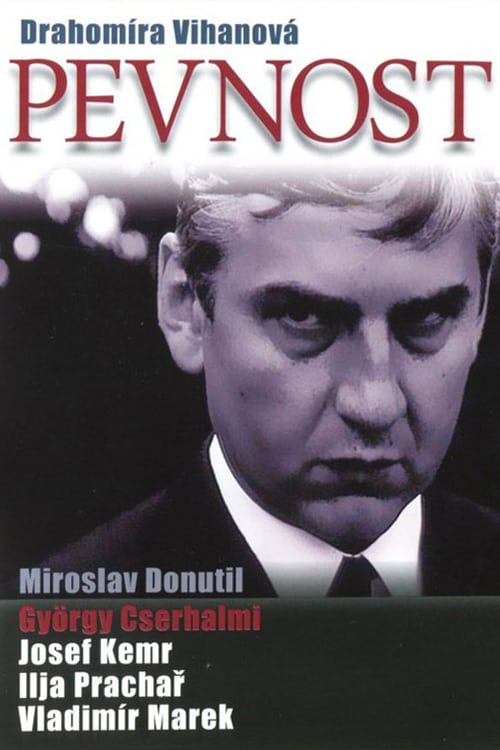 Drahomíra Vihanová
PEVNOST
Miroslav Donutil
György Cserhalmi
Josef Kemr
Ilja Prachař
Vladimír Marek